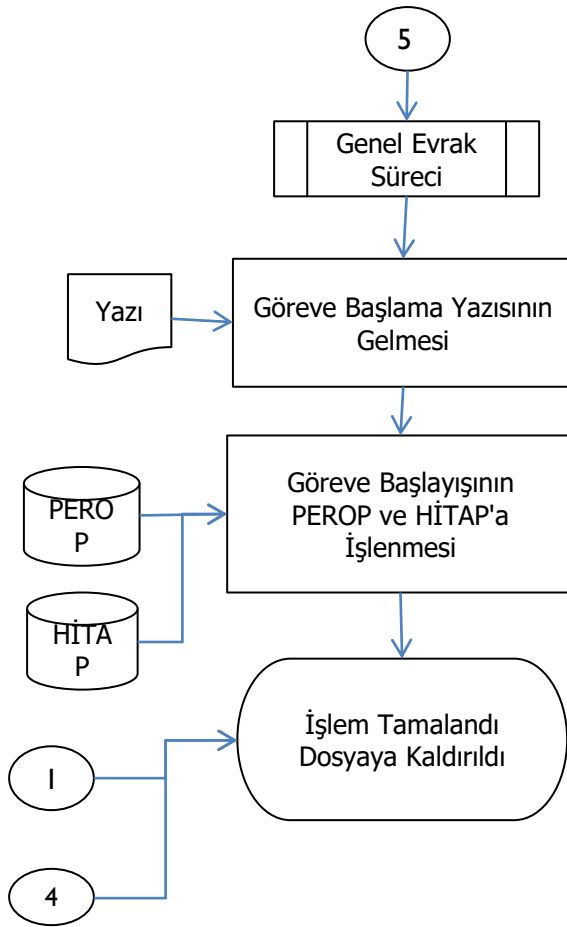 5
Genel Evrak
Süreci
Yazı
Göreve Başlama Yazısının
Gelmesi
PERO
P
Göreve Başlayışının
PEROP ve HİTAP'a
İşlenmesi
HİTA
P
İşlem Tamalandı
Dosyaya Kaldırıldı
I
4